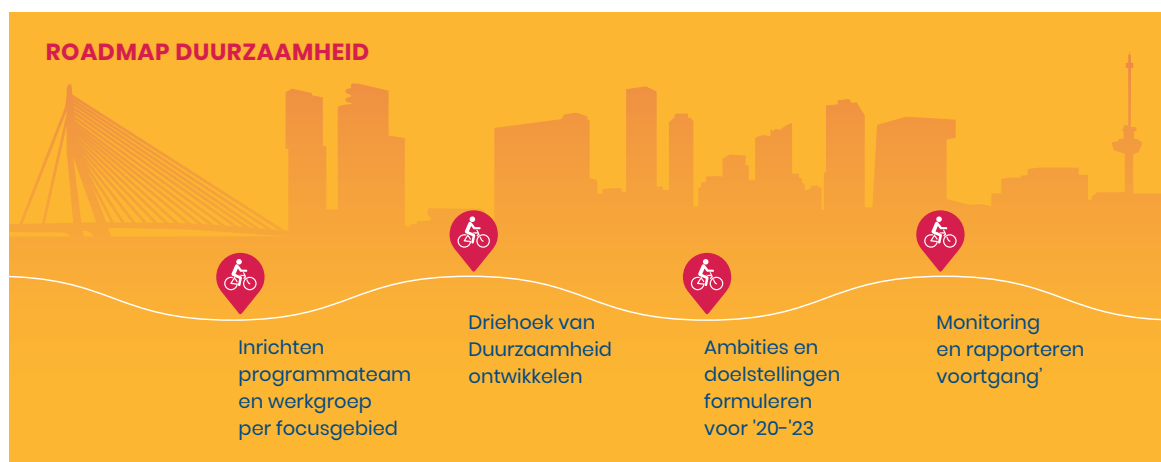 ROADMAP DUURZAAMHEID
Inrichten
programmateam
en werkgroep
per focusgebied
Driehoek van
Duurzaamheid
ontwikkelen
Ambities en
doelstellingen
formuleren
voor '20-'23
Monitoring
en rapporteren
voortgang'